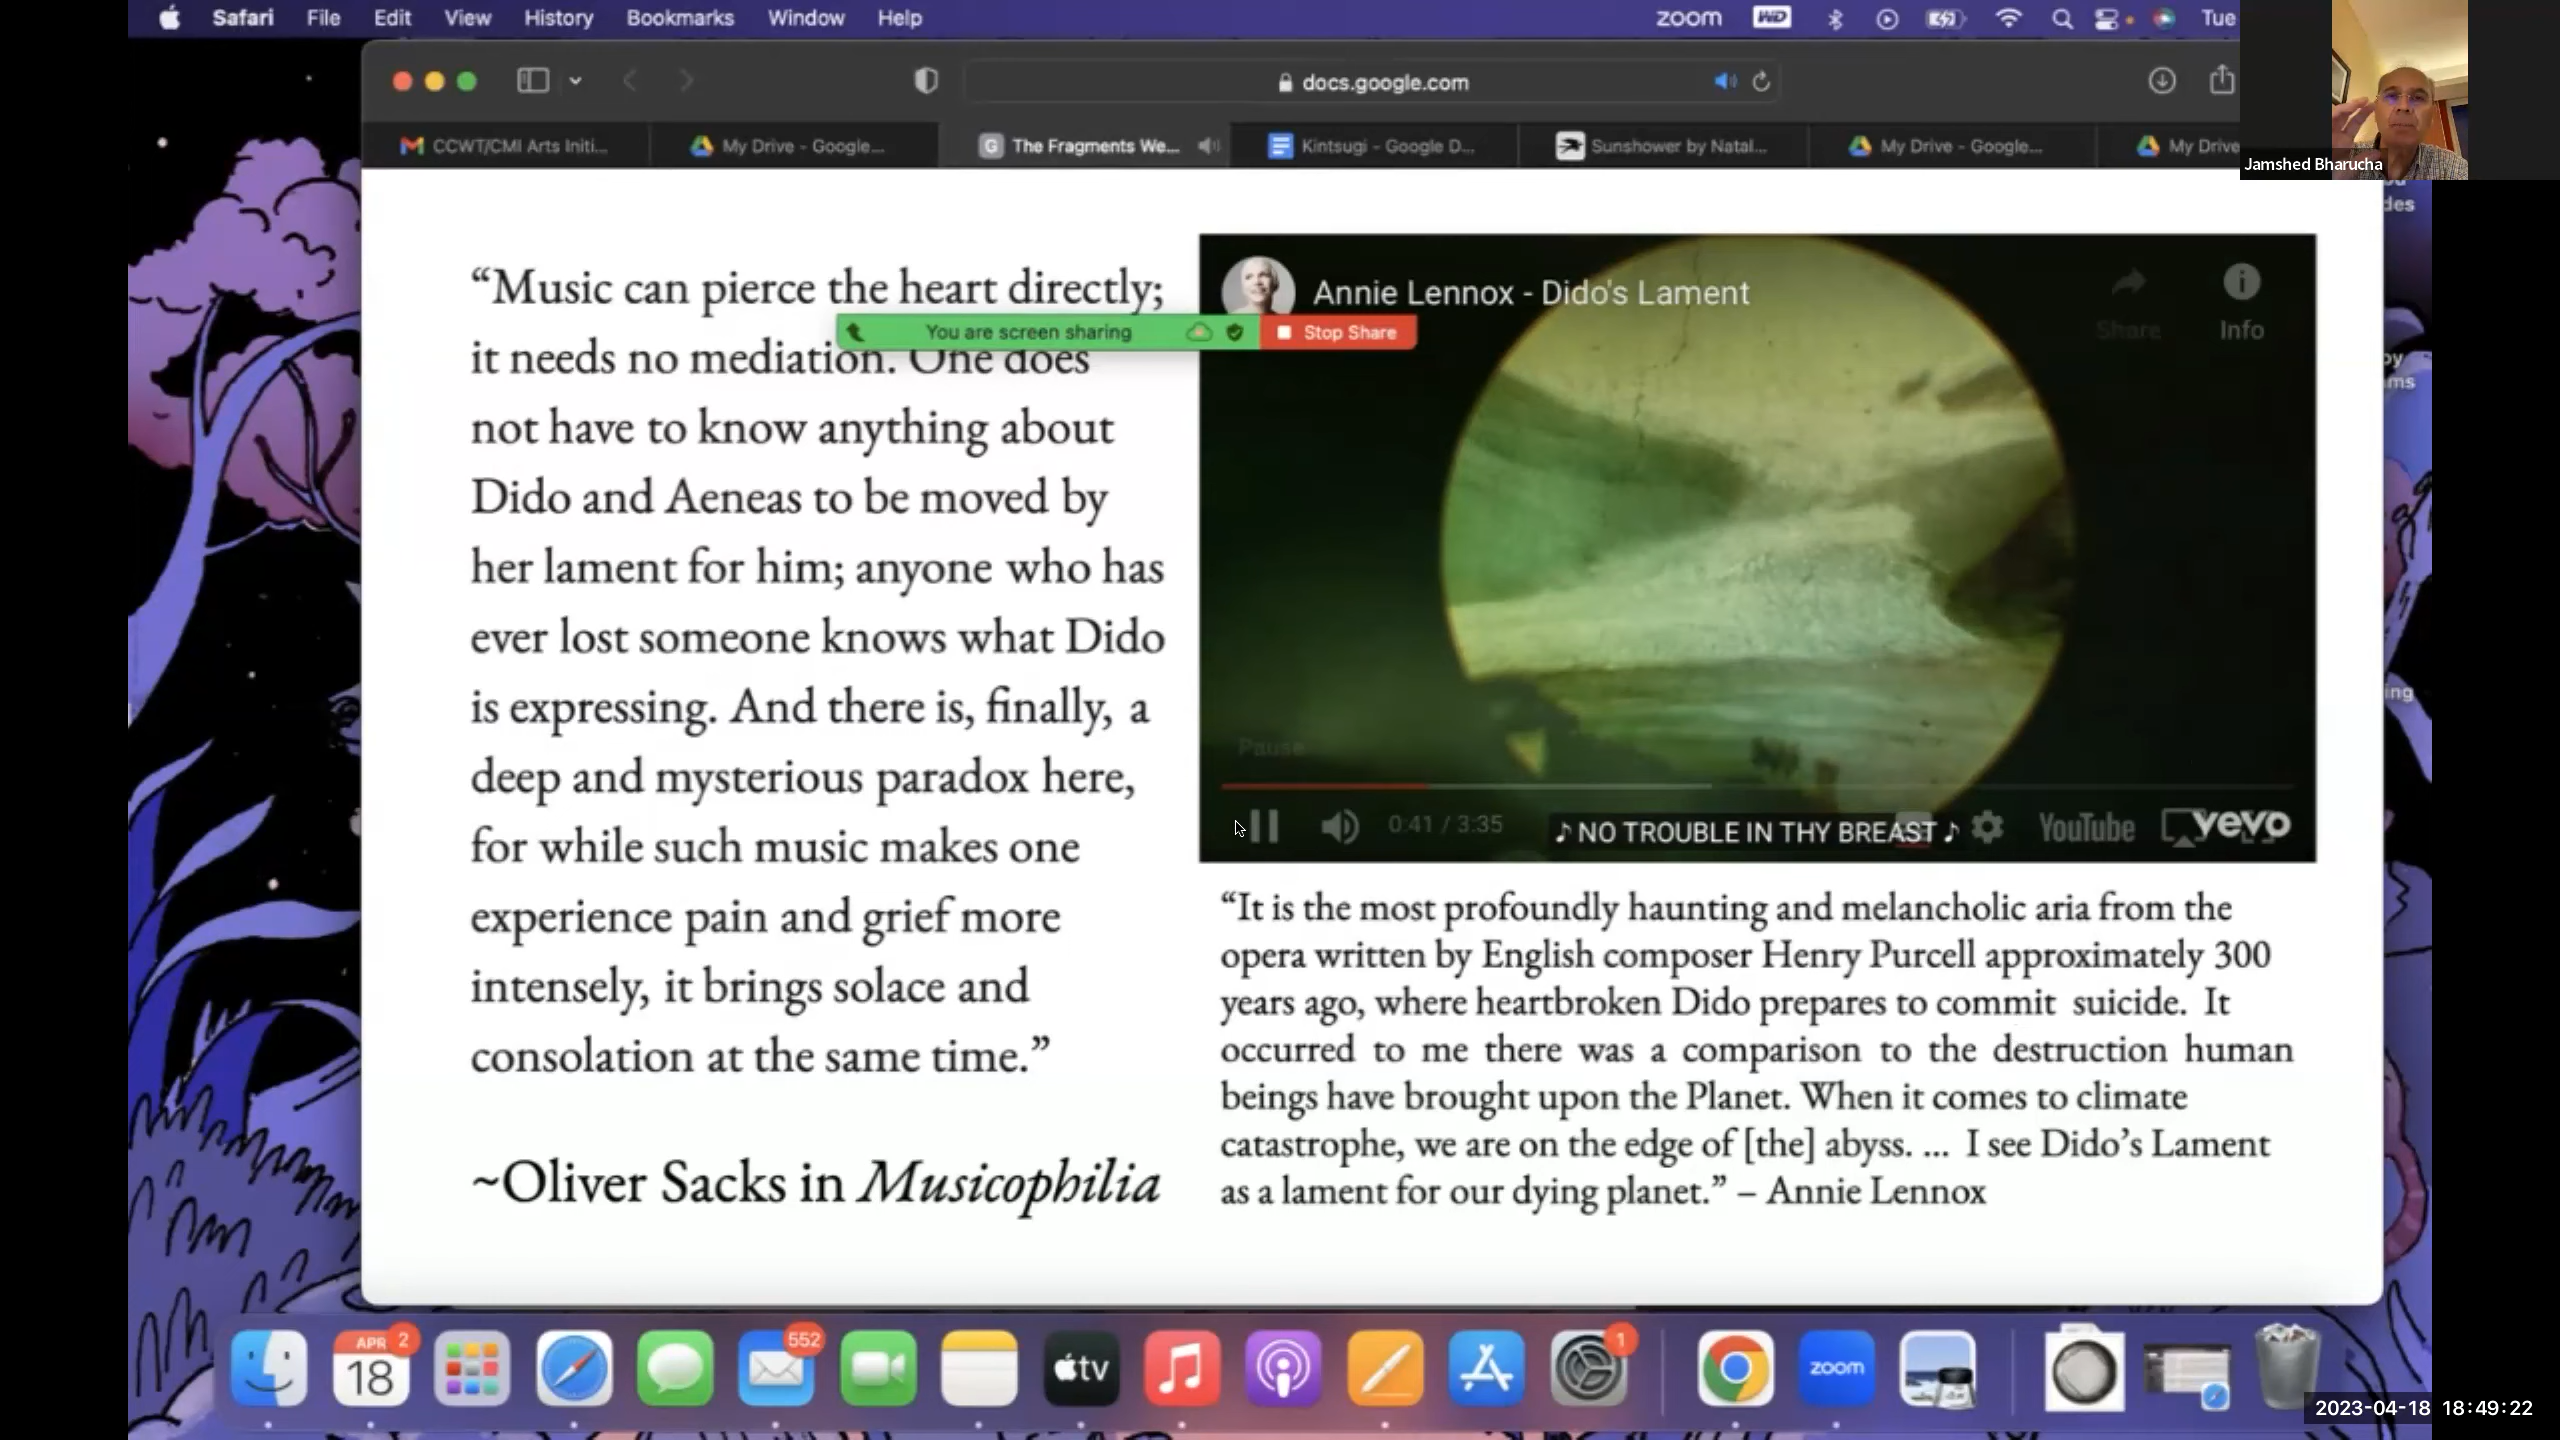 Safari File Edit View History Bookmarks Window Help zoom WD Tue
docs.google.com
CCWT/CMI Arts Initi... My Drive - Google... The Fragments We... Kintsugi - Google D... Sunshower by Natal... My Drive - Google... My Drive
Jamshed Bharucha
des
“Music can pierce the heart directly;
it needs no mediation. One does
not have to know anything about
Dido and Aeneas to be moved by
her lament for him; anyone who has
ever lost someone knows what Dido
is expressing. And there is, finally, a
deep and mysterious paradox here,
for while such music makes one
experience pain and grief more
intensely, it brings solace and
consolation at the same time.”
~Oliver Sacks in Musicophilia
You are screen sharing Stop Share
Annie Lennox - Dido's Lament
Share Info
Pause
0:41 / 3:35 ♪ NO TROUBLE IN THY BREAST ♪ YouTube vevo
“It is the most profoundly haunting and melancholic aria from the
opera written by English composer Henry Purcell approximately 300
years ago, where heartbroken Dido prepares to commit suicide. It
occurred to me there was a comparison to the destruction human
beings have brought upon the Planet. When it comes to climate
catastrophe, we are on the edge of [the] abyss. ... I see Dido’s Lament
as a lament for our dying planet.” – Annie Lennox
by
ms
ing
APR 2 552 1
18 tv zoom
2023-04-18 18:49:22